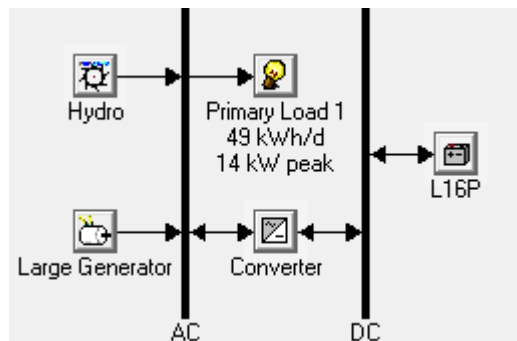 Hydro
Primary Load 1
49 kWh/d
14 kW peak
L16P
Large Generator
Converter
AC
DC